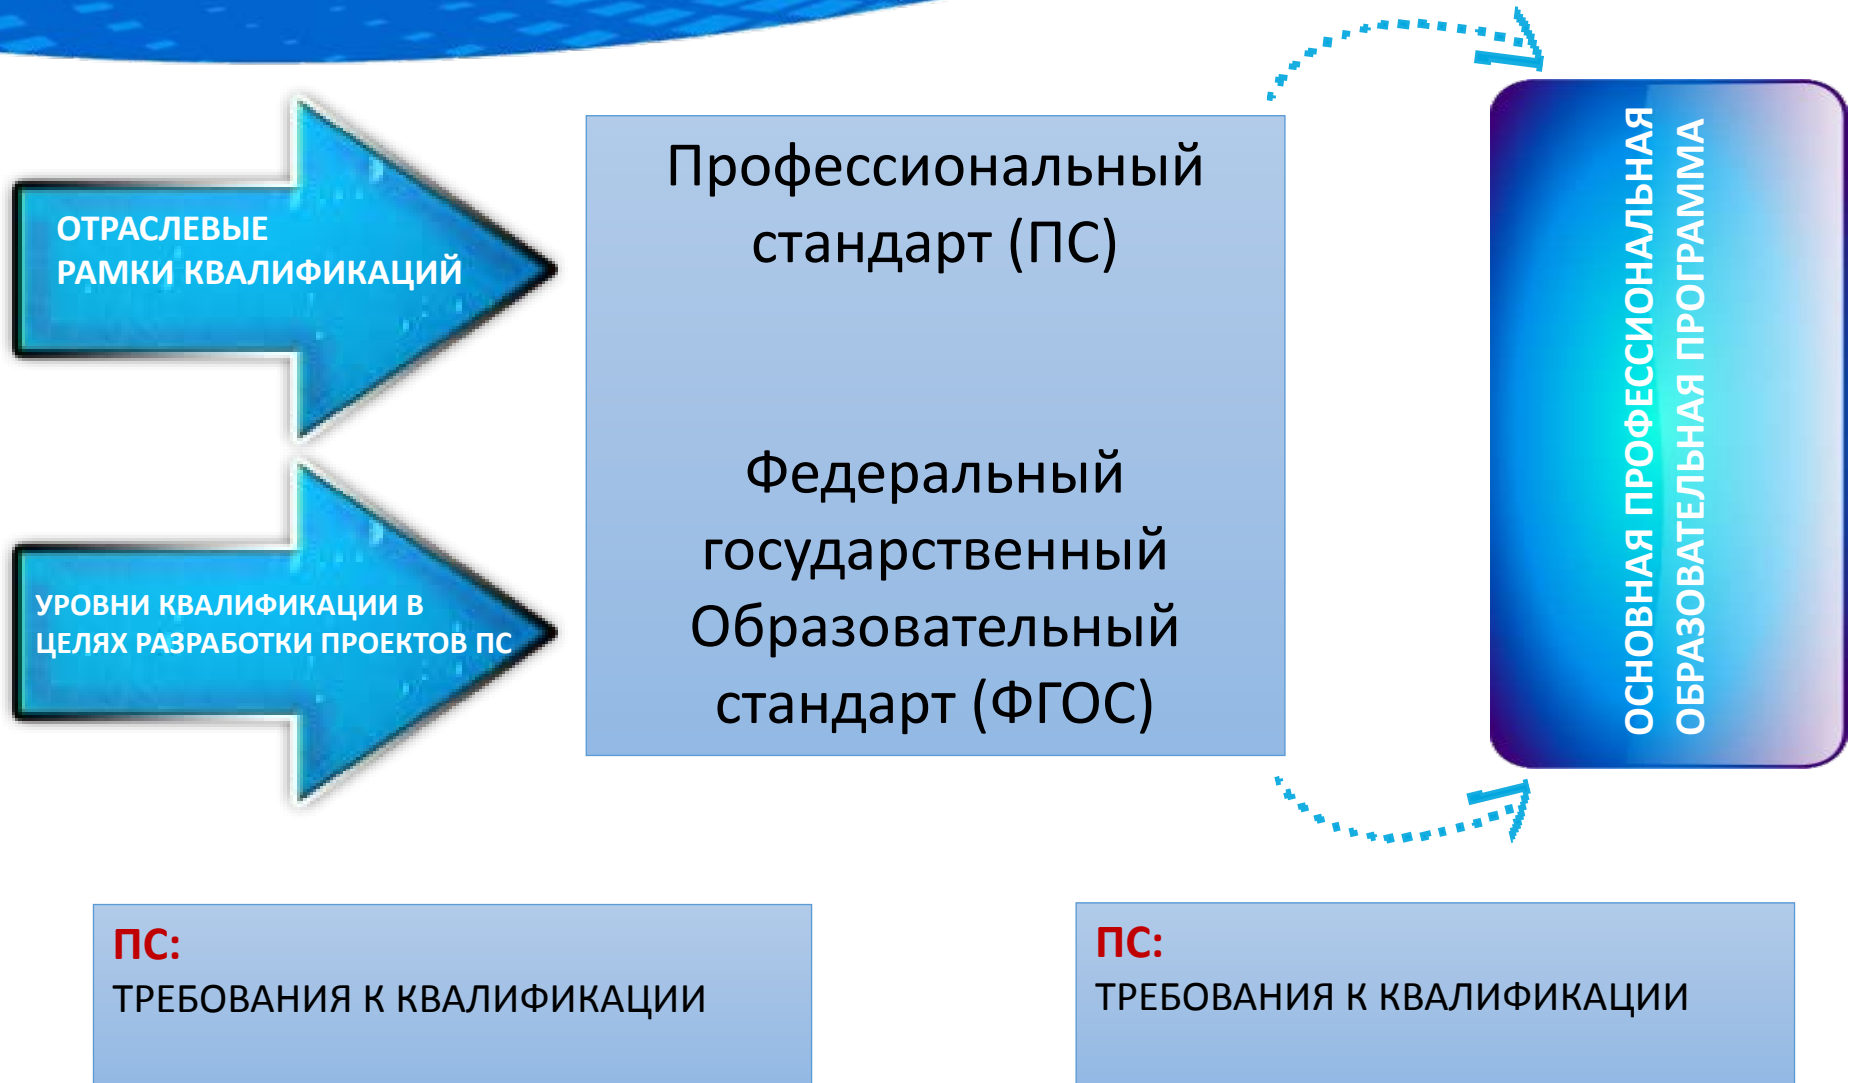 ОТРАСЛЕВЫЕ
РАМКИ КВАЛИФИКАЦИЙ
УРОВНИ КВАЛИФИКАЦИИ В
ЦЕЛЯХ РАЗРАБОТКИ ПРОЕКТОВ ПС
Профессиональный
стандарт (ПС)
Федеральный
государственный
Образовательный
стандарт (ФГОС)
ОСНОВНАЯ ПРОФЕССИОНАЛЬНАЯ
ОБРАЗОВАТЕЛЬНАЯ ПРОГРАММА
ПС:
ТРЕБОВАНИЯ К КВАЛИФИКАЦИИ
ПС:
ТРЕБОВАНИЯ К КВАЛИФИКАЦИИ